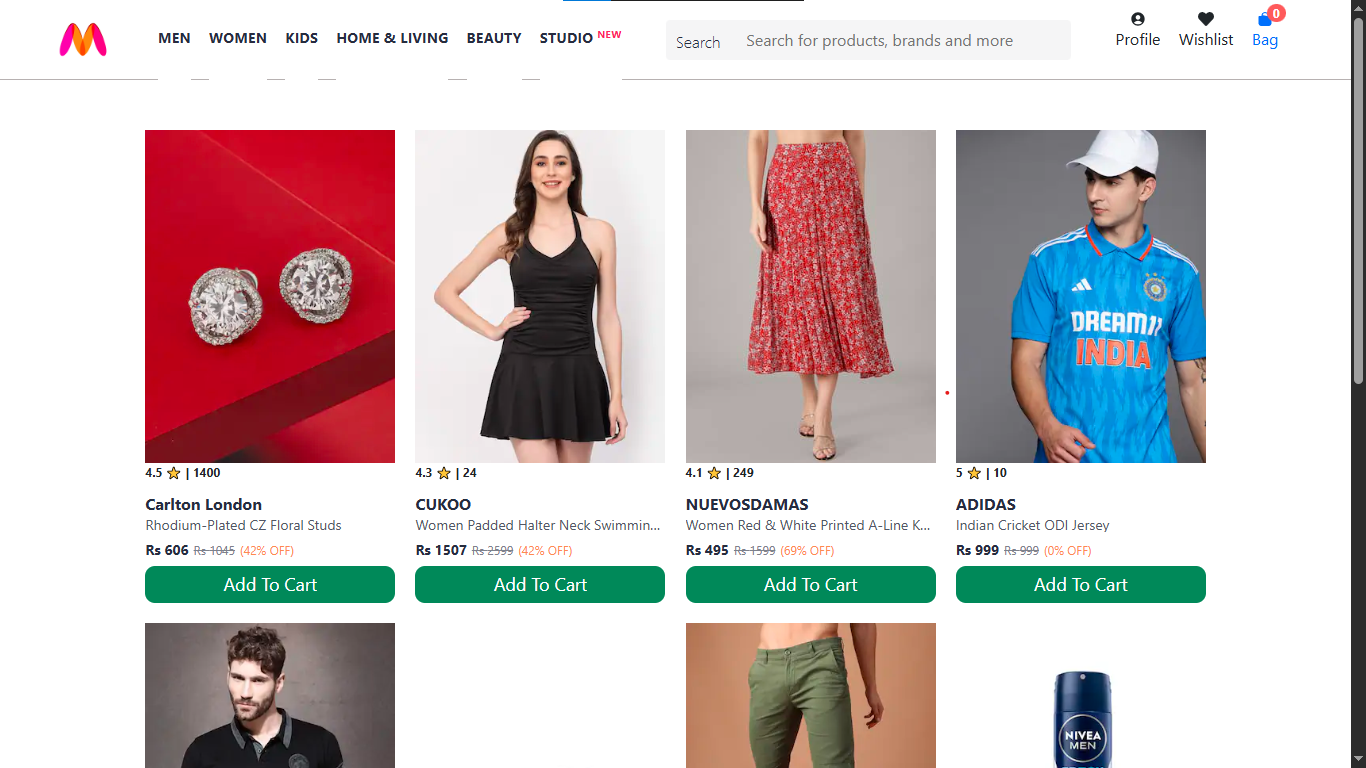 MEN WOMEN KIDS HOME & LIVING BEAUTY STUDIO NEW
Search Search for products, brands and more
Profile Wishlist Bag 0
DREAM11
INDIA
4.5 ⭐ | 1400
Carlton London
Rhodium-Plated CZ Floral Studs
Rs 606 Rs 1045 (42% OFF)
Add To Cart
4.3 ⭐ | 24
CUKOO
Women Padded Halter Neck Swimmin...
Rs 1507 Rs 2599 (42% OFF)
Add To Cart
4.1 ⭐ | 249
NUEVOSDAMAS
Women Red & White Printed A-Line K...
Rs 495 Rs 1599 (69% OFF)
Add To Cart
5 ⭐ | 10
ADIDAS
Indian Cricket ODI Jersey
Rs 999 Rs 999 (0% OFF)
Add To Cart
NIVEA
MEN